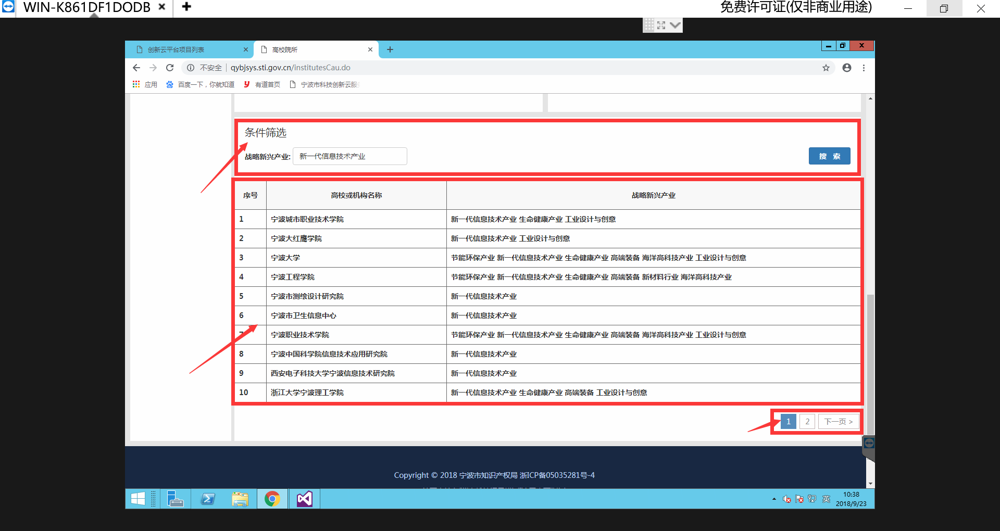 WIN-K861DF1DODB
免费许可证(仅非商业用途)
创新云平台项目列表
高校院所
不安全 | qybjsys.sti.gov.cn/institutesCau.do
应用 百度一下，你就知道 有道首页 宁波市科技创新云服
条件筛选
战略新兴产业: 新一代信息技术产业 搜 索
序号 高校或机构名称 战略新兴产业
1 宁波城市职业技术学院 新一代信息技术产业 生命健康产业 工业设计与创意
2 宁波大红鹰学院 新一代信息技术产业 工业设计与创意
3 宁波大学 节能环保产业 新一代信息技术产业 生命健康产业 高端装备 海洋高科技产业 工业设计与创意
4 宁波工程学院 节能环保产业 新一代信息技术产业 生命健康产业 高端装备 新材料行业 海洋高科技产业
5 宁波市测绘设计研究院 新一代信息技术产业
6 宁波市卫生信息中心 新一代信息技术产业
7 宁波职业技术学院 节能环保产业 新一代信息技术产业 生命健康产业 高端装备 海洋高科技产业 工业设计与创意
8 宁波中国科学院信息技术应用研究院 新一代信息技术产业
9 西安电子科技大学宁波信息技术研究院 新一代信息技术产业
10 浙江大学宁波理工学院 新一代信息技术产业 生命健康产业 高端装备 工业设计与创意
1 2 下一页 >
Copyright © 2018 宁波市知识产权局 浙ICP备05035281号-4
英
10:38
2018/9/23